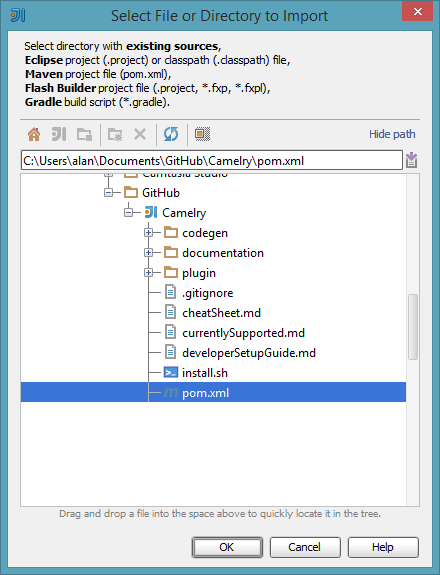 Select File or Directory to Import
Select directory with existing sources,
Eclipse project (.project) or classpath (.classpath) file,
Maven project file (pom.xml),
Flash Builder project file (.project, *.fxp, *.fxpl),
Gradle build script (*.gradle).
Hide path
C:\Users\alan\Documents\GitHub\Camelry\pom.xml
Camtasia Studio
GitHub
Camelry
codegen
documentation
plugin
.gitignore
cheatSheet.md
currentlySupported.md
developerSetupGuide.md
install.sh
pom.xml
Drag and drop a file into the space above to quickly locate it in the tree.
OK Cancel Help